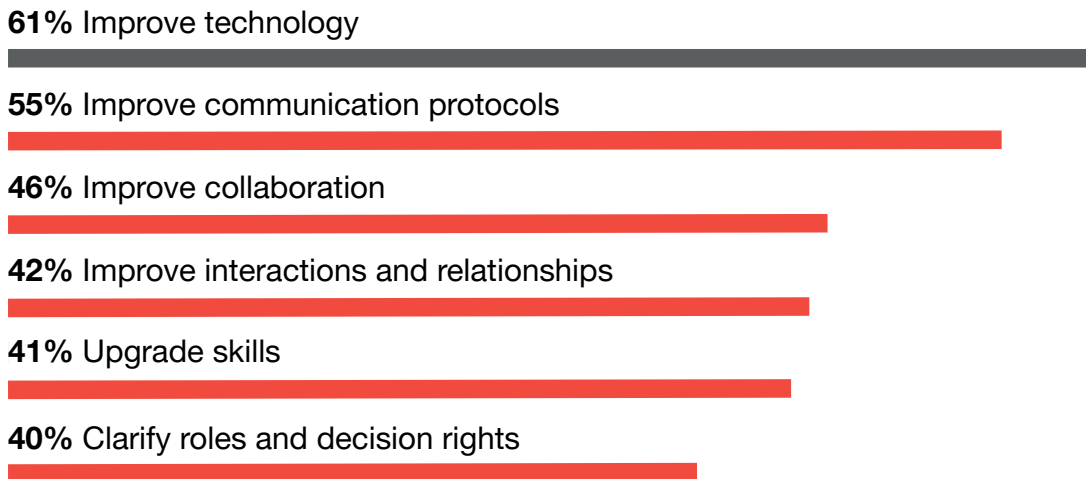 61% Improve technology
55% Improve communication protocols
46% Improve collaboration
42% Improve interactions and relationships
41% Upgrade skills
40% Clarify roles and decision rights